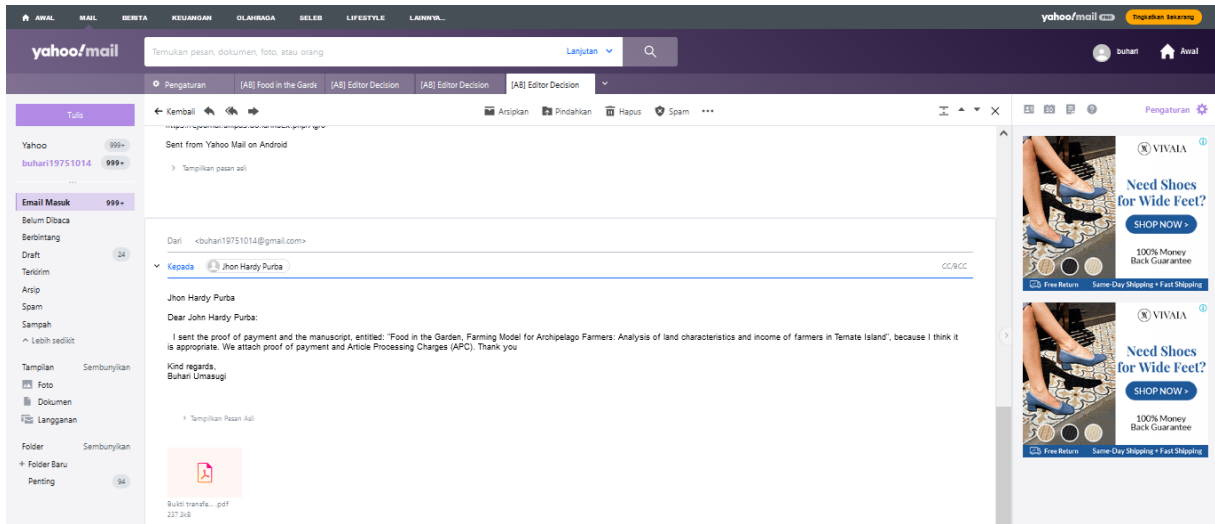 AWAL MAIL BERITA KEUANGAN OLAHRAGA SELEB LIFESTYLE LAINNYA...
yahoo!mail Tingkatkan Sekarang
yahoo!mail
Temukan pesan, dokumen, foto, atau orang
Lanjutan
buhari Awal
Pengaturan [AB] Food in the Garde [AB] Editor Decision [AB] Editor Decision [AB] Editor Decision
Tulis
Kembali Arsipkan Pindahkan Hapus Spam
Pengaturan
Yahoo 999+
buhari19751014 999+
Email Masuk 999+
Belum Dibaca
Berbintang
Draft 24
Terkirim
Arsip
Spam
Sampah
Lebih sedikit
Tampilan Sembunyikan
Foto
Dokumen
Langganan
Folder Sembunyikan
+ Folder Baru
Penting 94
Sent from Yahoo Mail on Android
> Tampilkan pesan asli
Dari <buhari19751014@gmail.com>
Kepada Jhon Hardy Purba CC/BCC
Jhon Hardy Purba
Dear John Hardy Purba:
I sent the proof of payment and the manuscript, entitled: "Food in the Garden, Farming Model for Archipelago Farmers: Analysis of land characteristics and income of farmers in Ternate Island", because I think it
is appropriate. We attach proof of payment and Article Processing Charges (APC). Thank you
Kind regards,
Buhari Umasugi
> Tampilkan Pesan Asli
Bukti transfe... .pdf
237.3kB
VIVAIA
Need Shoes
for Wide Feet?
SHOP NOW >
100% Money
Back Guarantee
Free Return Same-Day Shipping + Fast Shipping
VIVAIA
Need Shoes
for Wide Feet?
SHOP NOW >
100% Money
Back Guarantee
Free Return Same-Day Shipping + Fast Shipping